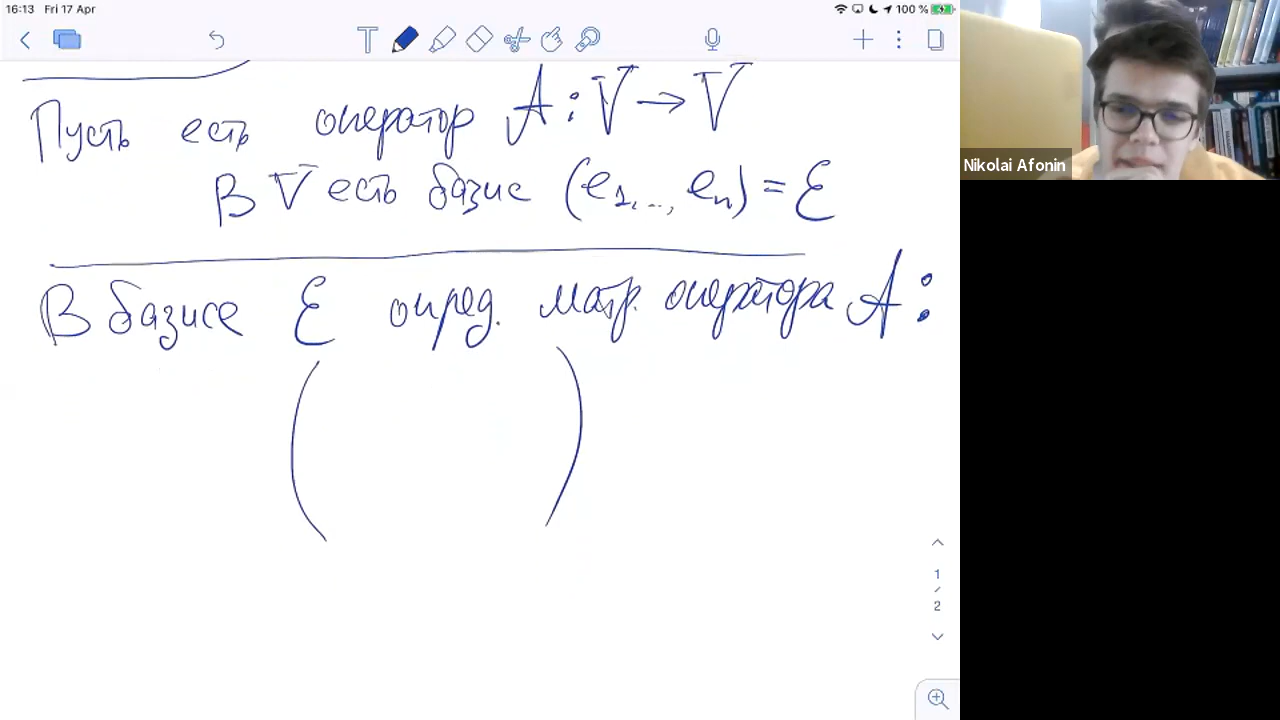 16:13 Fri 17 Apr
100 %
Пусть есть оператор A : V → V
В V есть базис (e1, .., en) = ℰ
В базисе ℰ опред. матр. оператора A :
( )
1
/
2
Nikolai Afonin